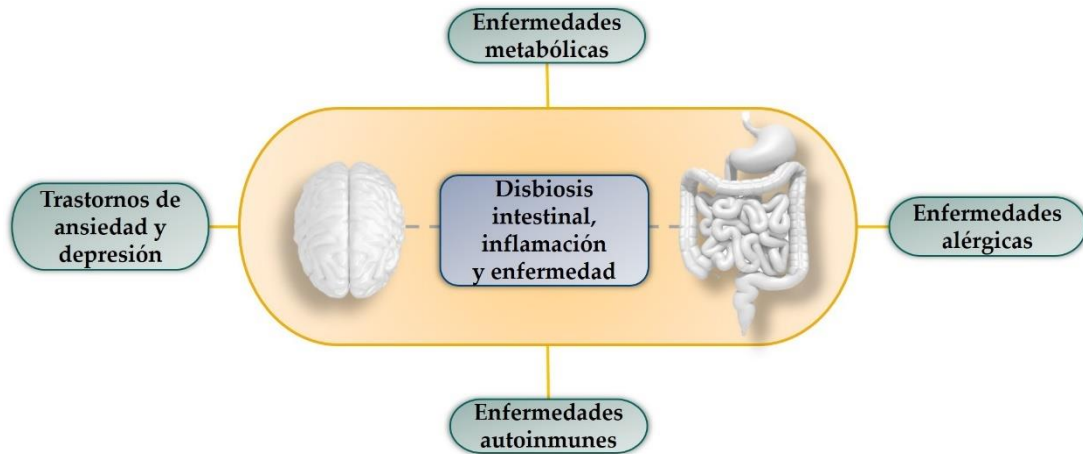 Enfermedades
metabólicas
Trastornos de
ansiedad y
depresión
Disbiosis
intestinal,
inflamación
y enfermedad
Enfermedades
alérgicas
Enfermedades
autoinmunes